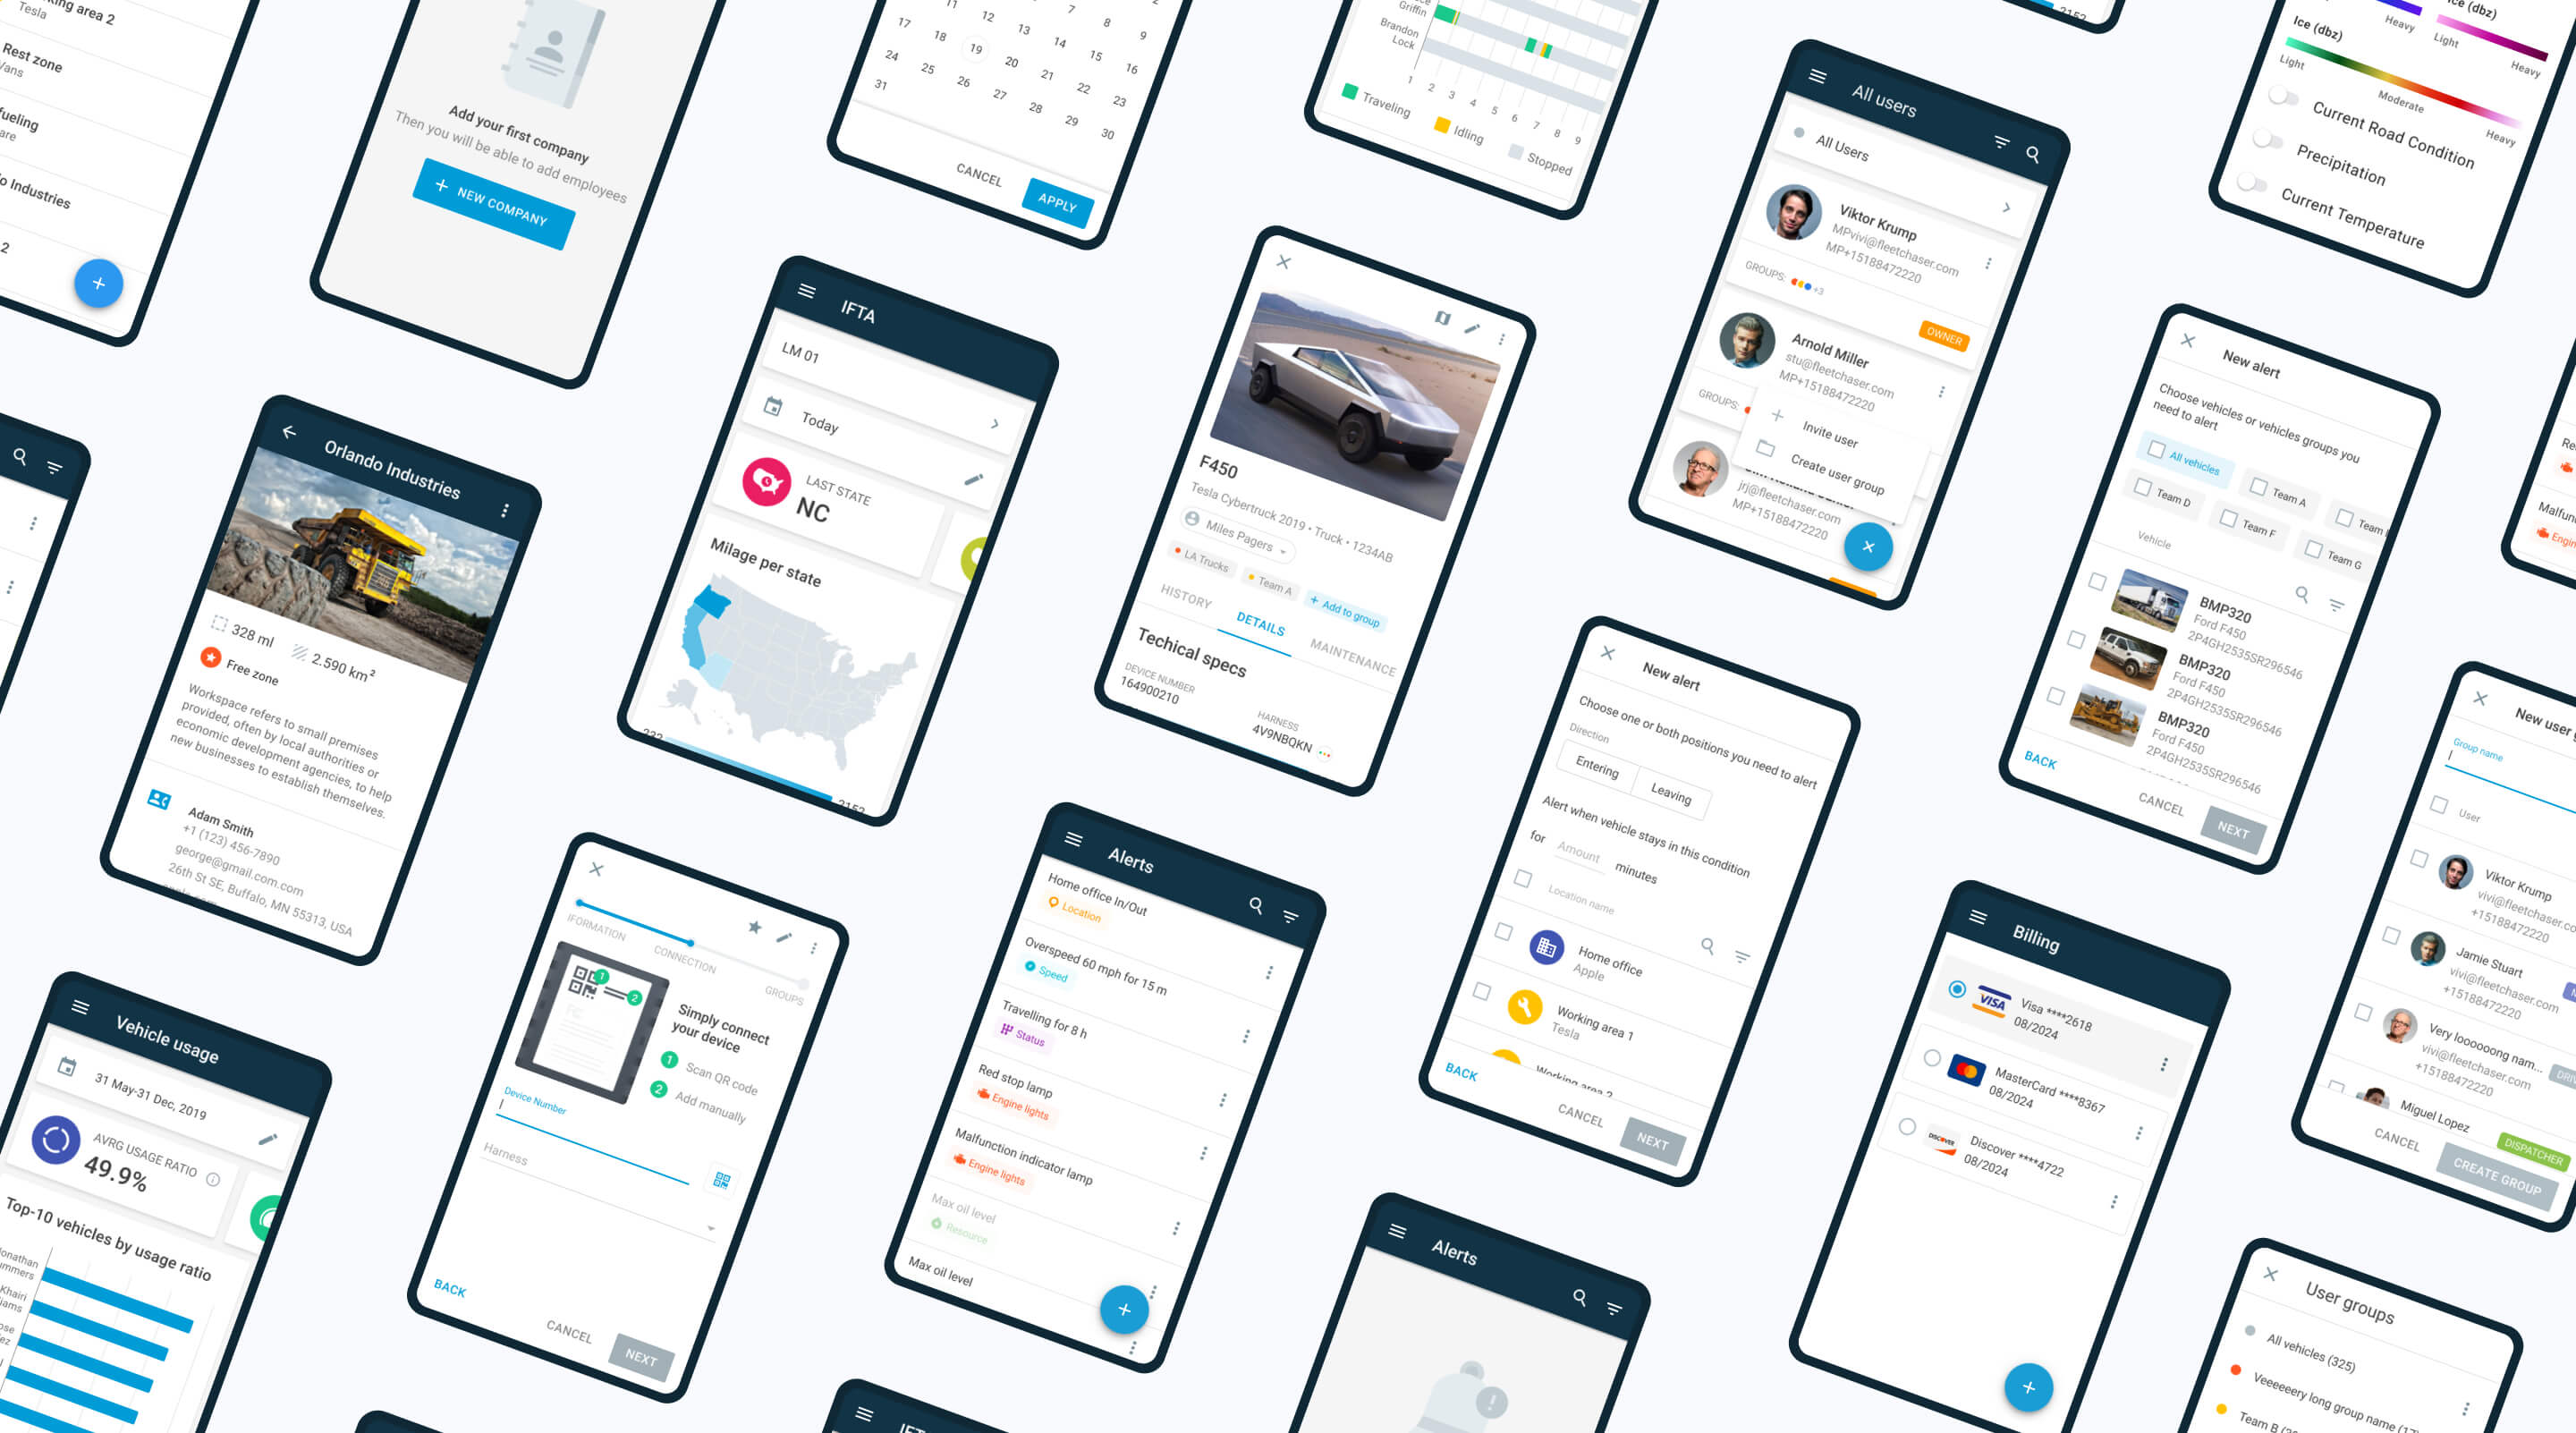 Tesla
Rest zone
Vans
Industries
2
Add your first company
Then you will be able to add employees
NEW COMPANY
11 12 13 14 15 16
7 8 9
17 18 19 20 21 22 23
24 25 26 27 28 29 30
31
CANCEL
APPLY
Griffin
Brandon
Lock
1 2 3 4 5 6 7 8 9
Traveling
Idling
Stopped
All users
All Users
Viktor Krump
MPvivi@fleetchaser.com
MP+15188472220
GROUPS:
+3
OWNER
Arnold Miller
stu@fleetchaser.com
MP+15188472220
GROUPS:
Invite user
Create user group
jrj@fleetchaser.com
MP+15188472220
Heavy
Ice (dbz)
Light
Heavy
Ice (dbz)
Light
Moderate
Heavy
Current Road Condition
Precipitation
Current Temperature
Orlando Industries
328 ml
2.590 km²
Free zone
Workspace refers to small premises
provided, often by local authorities or
economic development agencies, to help
new businesses to establish themselves.
Adam Smith
+1 (123) 456-7890
george@gmail.com.com
26th St SE, Buffalo, MN 55313, USA
IFTA
LM 01
Today
LAST STATE
NC
Milage per state
232
2152
F450
Tesla Cybertruck 2019 • Truck • 1234AB
Miles Pagers
LA Trucks
Team A
+ Add to group
HISTORY
DETAILS
MAINTENANCE
Techical specs
DEVICE NUMBER
164900210
HARNESS
4V9NBQKN
New alert
Choose vehicles or vehicles groups you
need to alert
All vehicles
Team A
Team
Team D
Team F
Team G
Vehicle
BMP320
Ford F450
2P4GH2535SR296546
BMP320
Ford F450
2P4GH2535SR296546
BMP320
Ford F450
2P4GH2535SR296546
BACK
CANCEL
NEXT
New alert
Choose one or both positions you need to alert
Direction
Entering
Leaving
Alert when vehicle stays in this condition
for Amount minutes
Location name
Home office
Apple
Working area 1
Tesla
Working area 2
BACK
CANCEL
NEXT
Vehicle usage
31 May-31 Dec, 2019
AVRG USAGE RATIO
49.9%
Top-10 vehicles by usage ratio
IFORMATION
CONNECTION
GROUPS
1
2
Simply connect
your device
1 Scan QR code
2 Add manually
Device Number
Harness
BACK
CANCEL
NEXT
Alerts
Home office In/Out
Location
Overspeed 60 mph for 15 m
Speed
Travelling for 8 h
Status
Red stop lamp
Engine lights
Malfunction indicator lamp
Engine lights
Max oil level
Resource
Max oil level
Alerts
Billing
VISA
Visa ****2618
08/2024
MasterCard ****8367
08/2024
DISCOVER
Discover ****4722
08/2024
New user
Group name
User
Viktor Krump
vivi@fleetchaser.com
+15188472220
Jamie Stuart
vivi@fleetchaser.com
+15188472220
Very loooooong nam...
vivi@fleetchaser.com
+15188472220
Miguel Lopez
DISPATCHER
CANCEL
CREATE GROUP
User groups
All vehicles (325)
Veeeeeery long group name
Team B